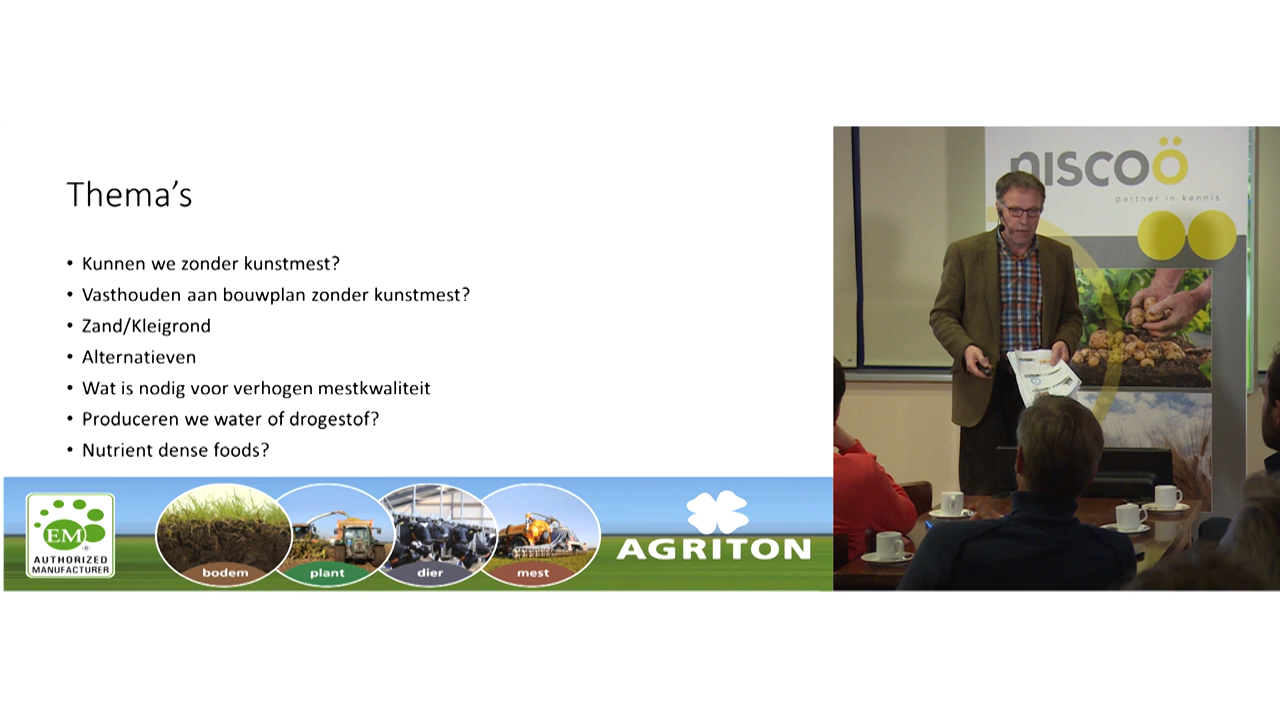 Thema’s
• Kunnen we zonder kunstmest?
• Vasthouden aan bouwplan zonder kunstmest?
• Zand/Kleigrond
• Alternatieven
• Wat is nodig voor verhogen mestkwaliteit
• Produceren we water of drogestof?
• Nutrient dense foods?
EM
®
AUTHORIZED
MANUFACTURER
bodem
plant
dier
mest
AGRITON
niscoö
partner in kennis